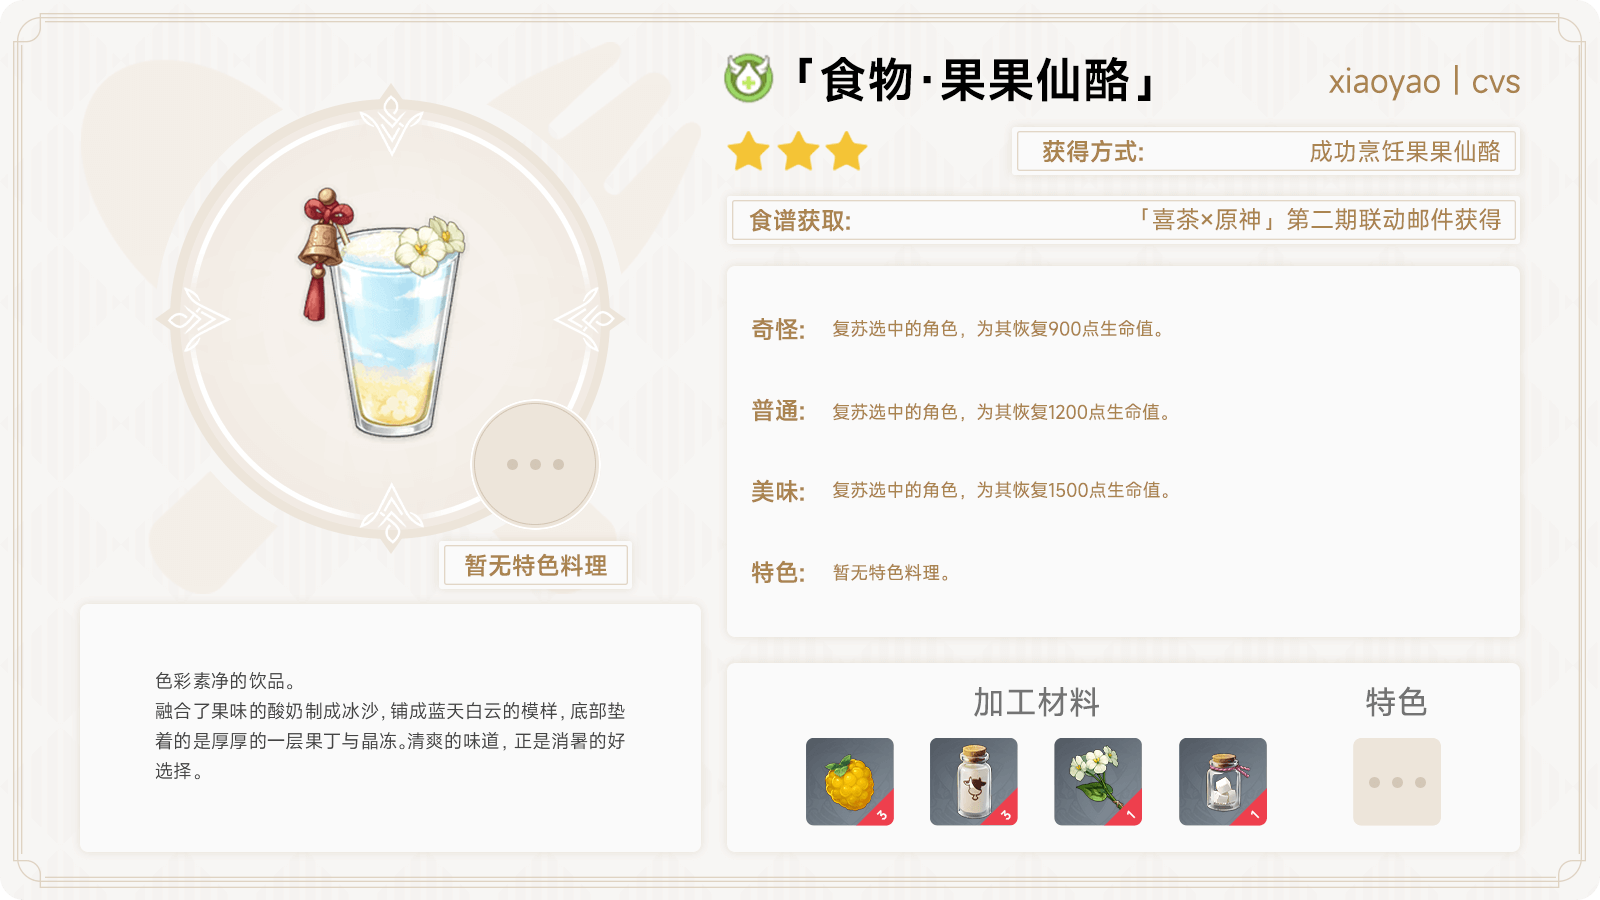 「食物·果果仙酪」
xiaoyao | cvs
获得方式: 成功烹饪果果仙酪
食谱获取: 「喜茶×原神」第二期联动邮件获得
奇怪: 复苏选中的角色，为其恢复900点生命值。
普通: 复苏选中的角色，为其恢复1200点生命值。
美味: 复苏选中的角色，为其恢复1500点生命值。
特色: 暂无特色料理。
暂无特色料理
色彩素净的饮品。
融合了果味的酸奶制成冰沙，铺成蓝天白云的模样，底部垫
着的是厚厚的一层果丁与晶冻。清爽的味道，正是消暑的好
选择。
加工材料 特色
3 3 1 1